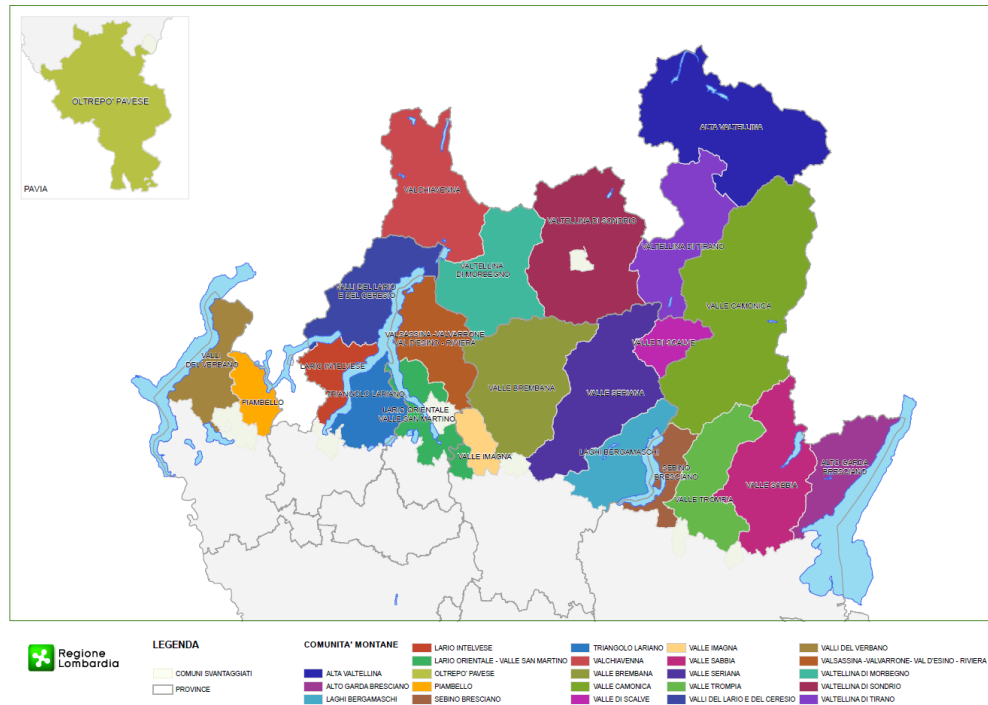 OLTREPO' PAVESE
PAVIA
ALTA VALTELLINA
VALCHIAVENNA
VALTELLINA DI SONDRIO
VALTELLINA DI TIRANO
VALTELLINA
DI MORBEGNO
VALLI DEL LARIO
E DEL CERESIO
VALLE CAMONICA
VALSASSINA -VALVARRONE
VAL D'ESINO - RIVIERA
VALLE DI SCALVE
VALLI
DEL VERBANO
LARIO INTELVESE
VALLE BREMBANA
VALLE SERIANA
TRIANGOLO LARIANO
PIAMBELLO
LARIO ORIENTALE
VALLE SAN MARTINO
VALLE IMAGNA
LAGHI BERGAMASCHI
SEBINO
BRESCIANO
ALTO GARDA
BRESCIANO
VALLE SABBIA
VALLE TROMPIA
Regione
Lombardia
LEGENDA
COMUNI SVANTAGGIATI
PROVINCE
COMUNITA' MONTANE
ALTA VALTELLINA
ALTO GARDA BRESCIANO
LAGHI BERGAMASCHI
LARIO INTELVESE
LARIO ORIENTALE - VALLE SAN MARTINO
OLTREPO' PAVESE
PIAMBELLO
SEBINO BRESCIANO
TRIANGOLO LARIANO
VALCHIAVENNA
VALLE BREMBANA
VALLE CAMONICA
VALLE DI SCALVE
VALLE IMAGNA
VALLE SABBIA
VALLE SERIANA
VALLE TROMPIA
VALLI DEL LARIO E DEL CERESIO
VALLI DEL VERBANO
VALSASSINA -VALVARRONE- VAL D'ESINO - RIVIERA
VALTELLINA DI MORBEGNO
VALTELLINA DI SONDRIO
VALTELLINA DI TIRANO